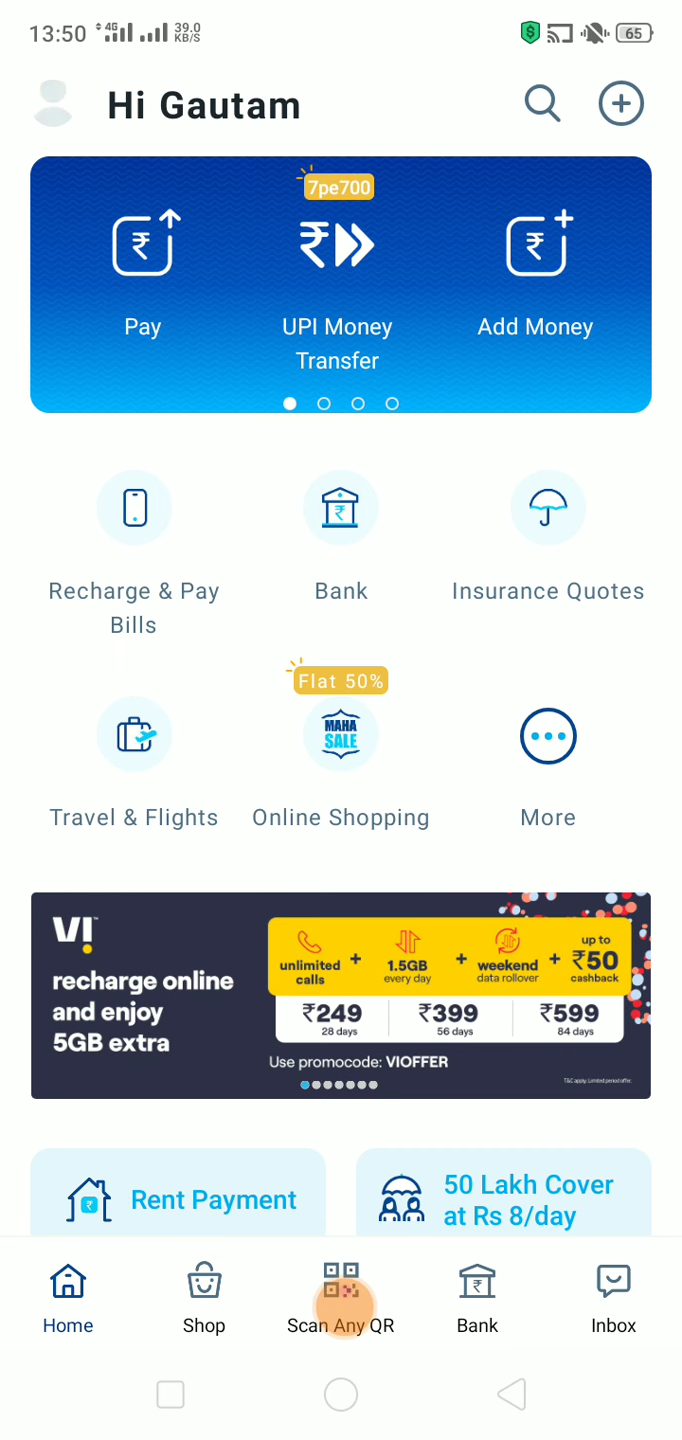 13:50 4G 39.0 KB/S 65
Hi Gautam
7pe700
Pay
UPI Money Transfer
Add Money
Recharge & Pay Bills
Bank
Insurance Quotes
Flat 50%
MAHA
SALE
Travel & Flights
Online Shopping
More
VI™
recharge online
and enjoy
5GB extra
unlimited calls + 1.5GB every day + weekend data rollover + up to ₹50 cashback
₹249 28 days
₹399 56 days
₹599 84 days
Use promocode: VIOFFER
T&C apply. Limited period offer.
Rent Payment
50 Lakh Cover
at Rs 8/day
Home
Shop
Scan Any QR
Bank
Inbox